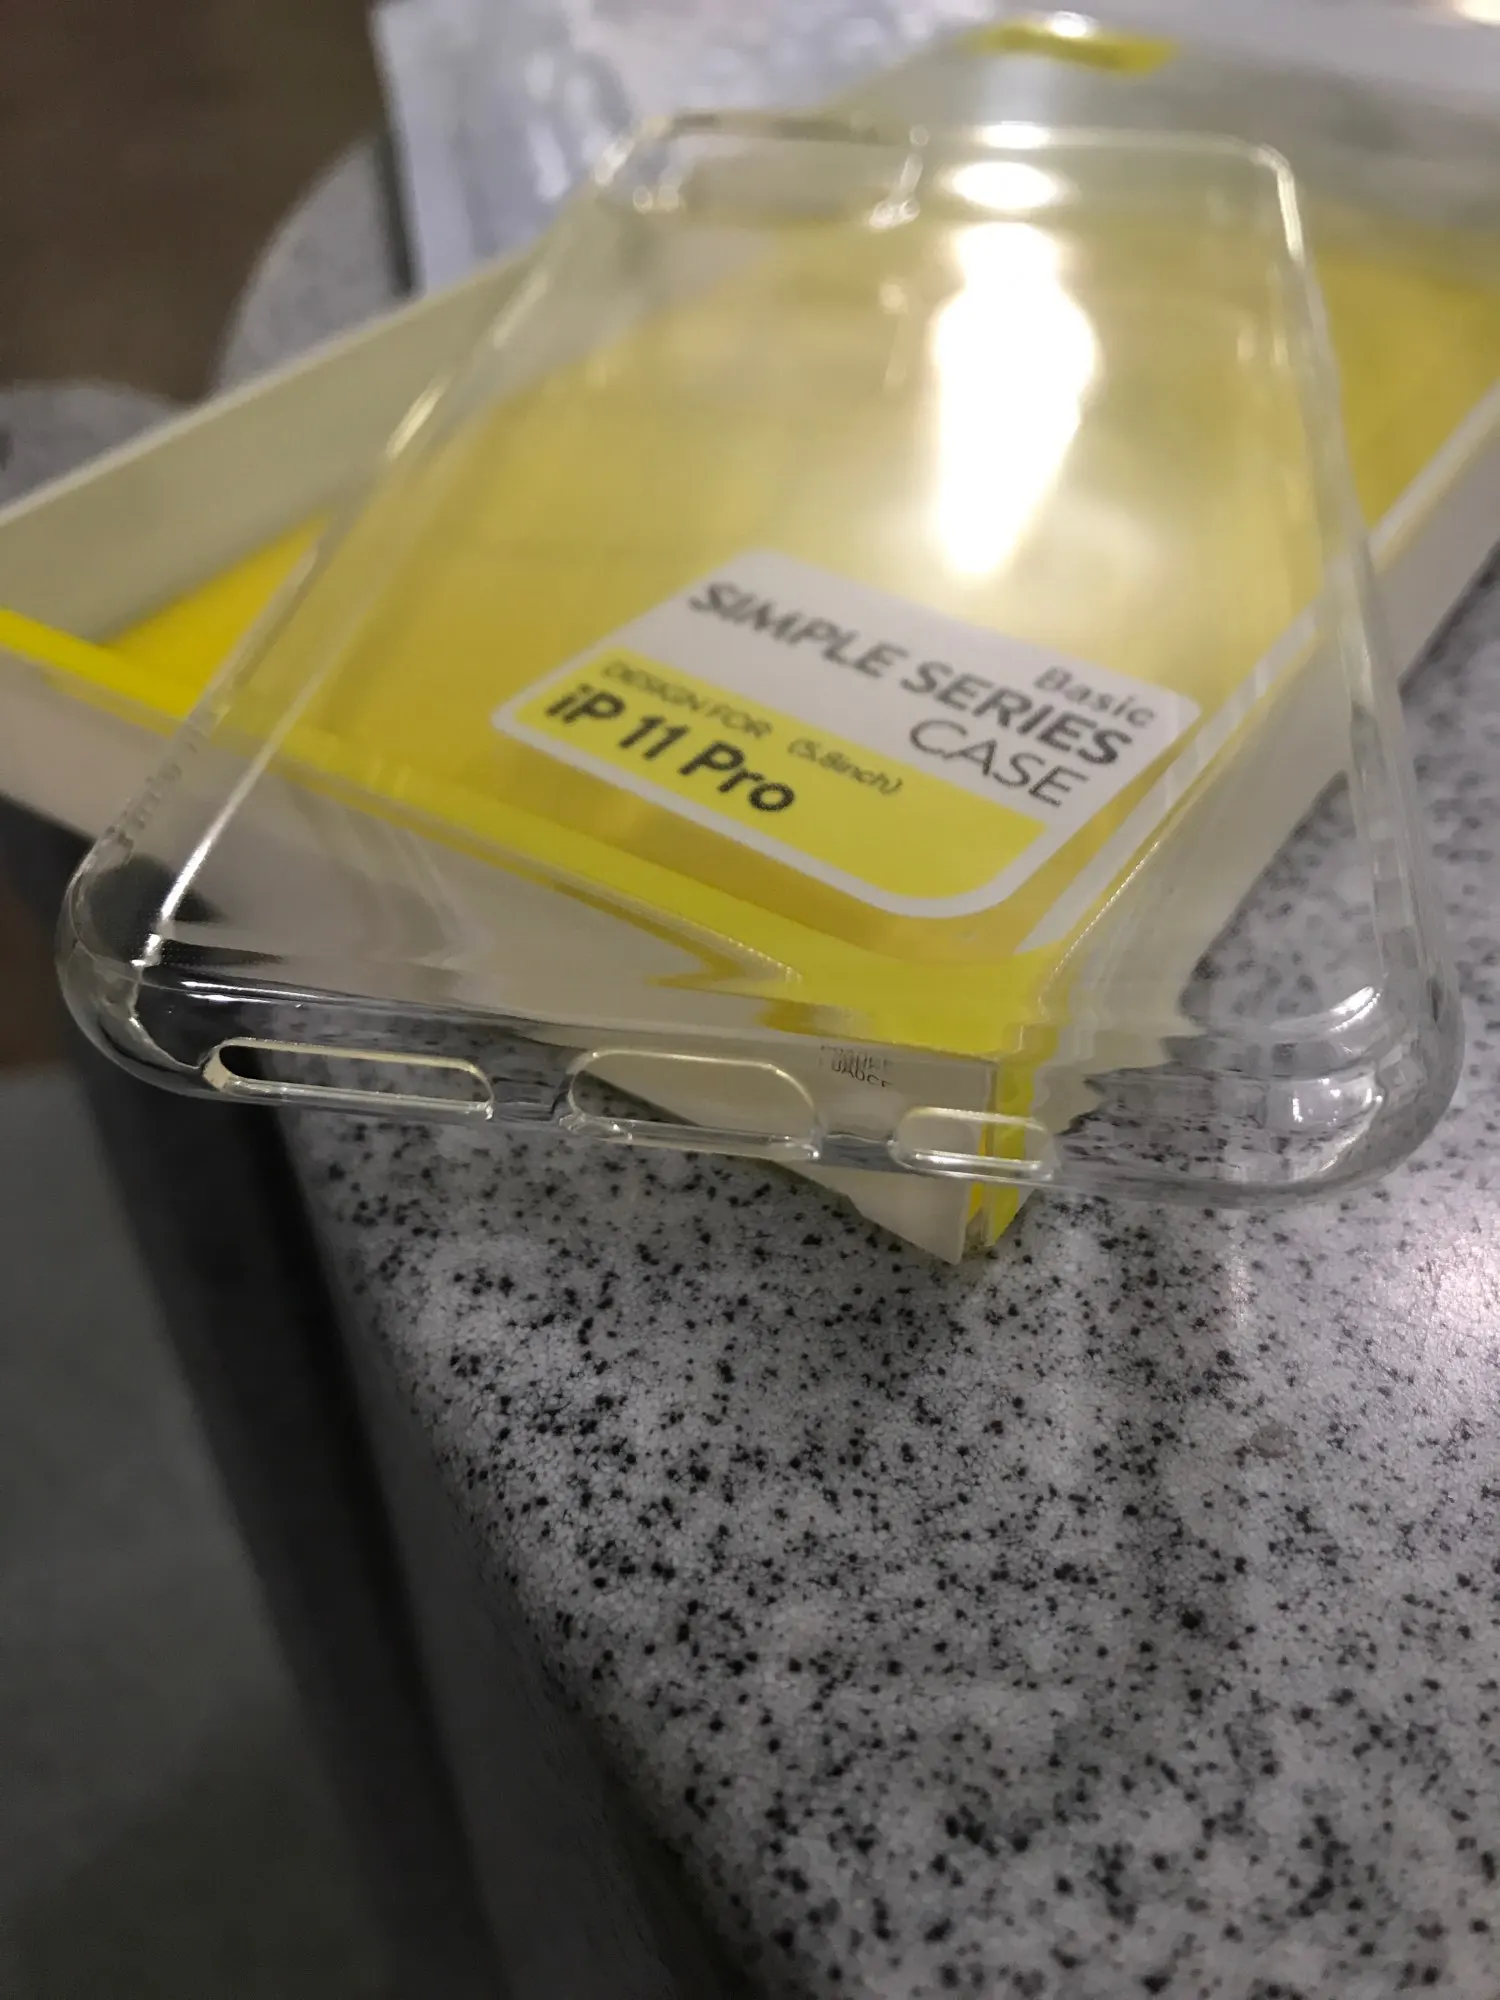 Basic
SIMPLE SERIES
CASE
DESIGN FOR (5.8inch)
iP 11 Pro